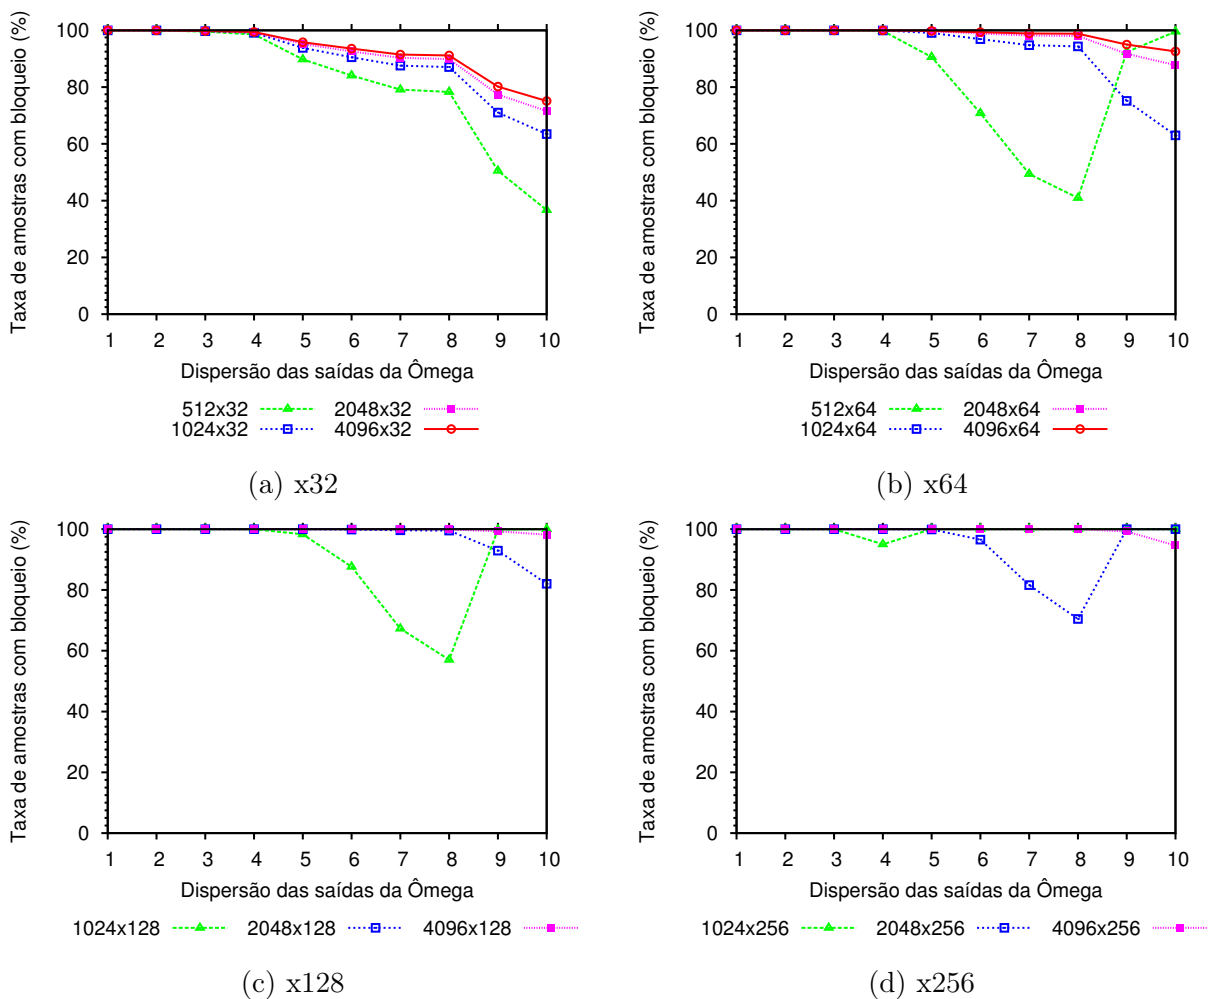 Taxa de amostras com bloqueio (%)
100
80
60
40
20
0
1 2 3 4 5 6 7 8 9 10
Dispersão das saídas da Ômega
512x32 2048x32
1024x32 4096x32
(a) x32
Taxa de amostras com bloqueio (%)
100
80
60
40
20
0
1 2 3 4 5 6 7 8 9 10
Dispersão das saídas da Ômega
512x64 2048x64
1024x64 4096x64
(b) x64
Taxa de amostras com bloqueio (%)
100
80
60
40
20
0
1 2 3 4 5 6 7 8 9 10
Dispersão das saídas da Ômega
1024x128 2048x128 4096x128
(c) x128
Taxa de amostras com bloqueio (%)
100
80
60
40
20
0
1 2 3 4 5 6 7 8 9 10
Dispersão das saídas da Ômega
1024x256 2048x256 4096x256
(d) x256